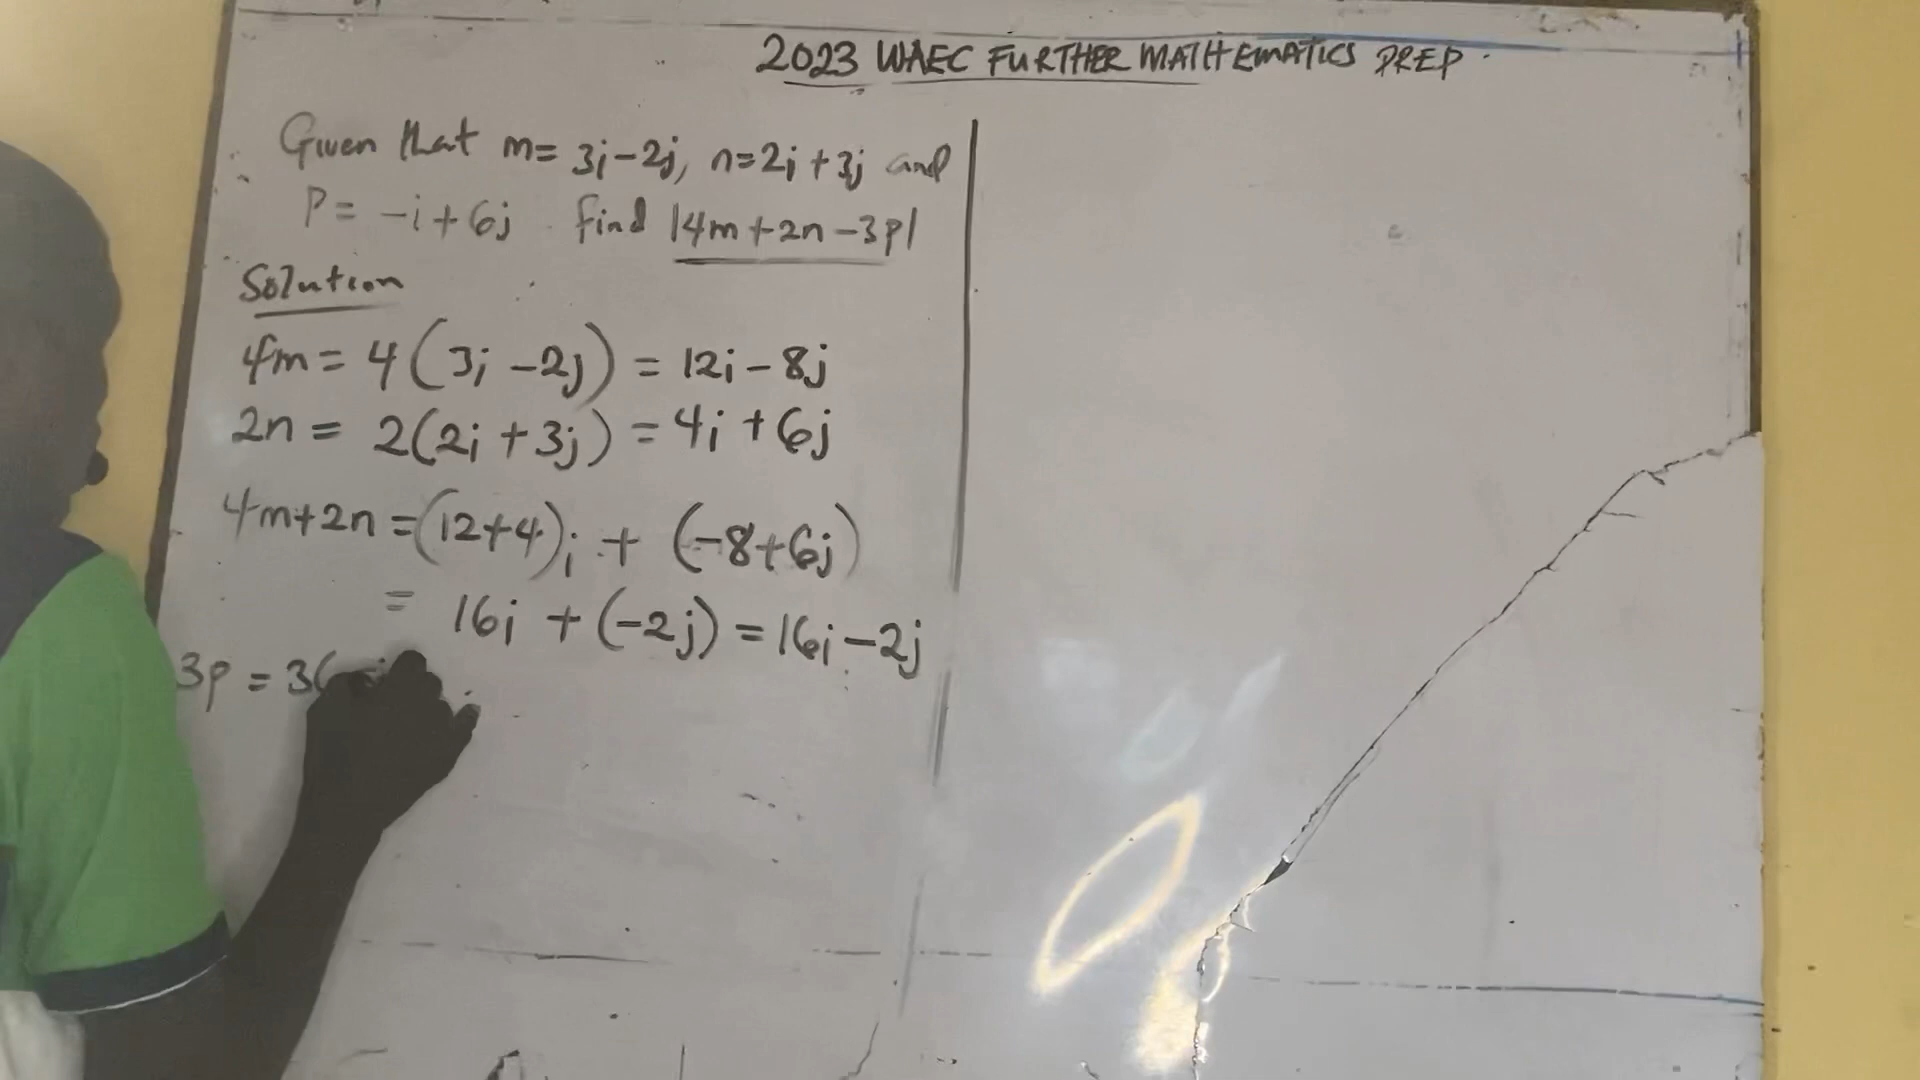 2023 WAEC FURTHER MATHEMATICS PREP
Given that m= 3i-2j, n=2i + 3j and
P= -i+6j find |4m+2n-3p|
Solution
4m = 4(3i -2j) = 12i - 8j
2n = 2(2i + 3j) = 4i + 6j
4m+2n =(12+4)i + (-8+6j)
= 16i + (-2j) = 16i - 2j
3p = 3(-i